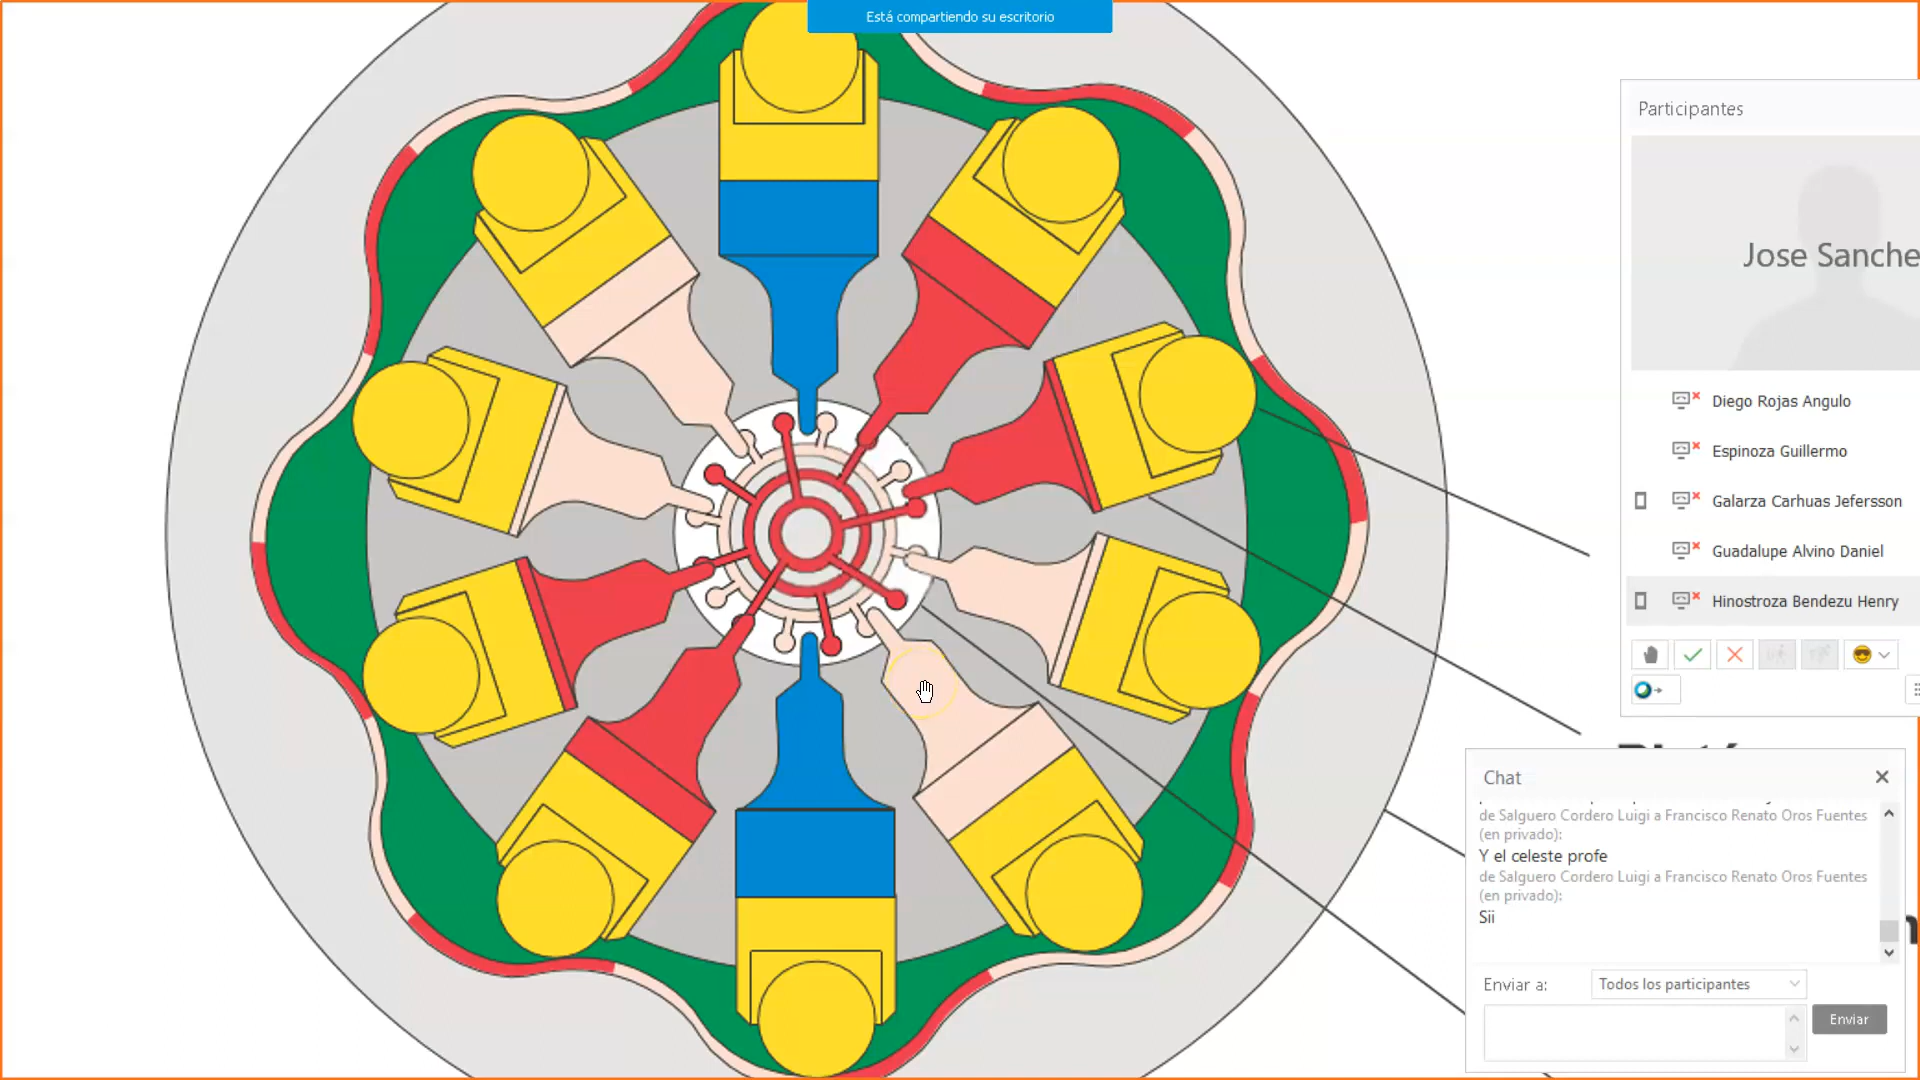 Está compartiendo su escritorio
Participantes
Jose Sanche
Diego Rojas Angulo
Espinoza Guillermo
Galarza Carhuas Jefersson
Guadalupe Alvino Daniel
Hinostroza Bendezu Henry
Chat
de Salguero Cordero Luigi a Francisco Renato Oros Fuentes
(en privado):
Y el celeste profe
de Salguero Cordero Luigi a Francisco Renato Oros Fuentes
(en privado):
Sii
Enviar a:
Todos los participantes
Enviar